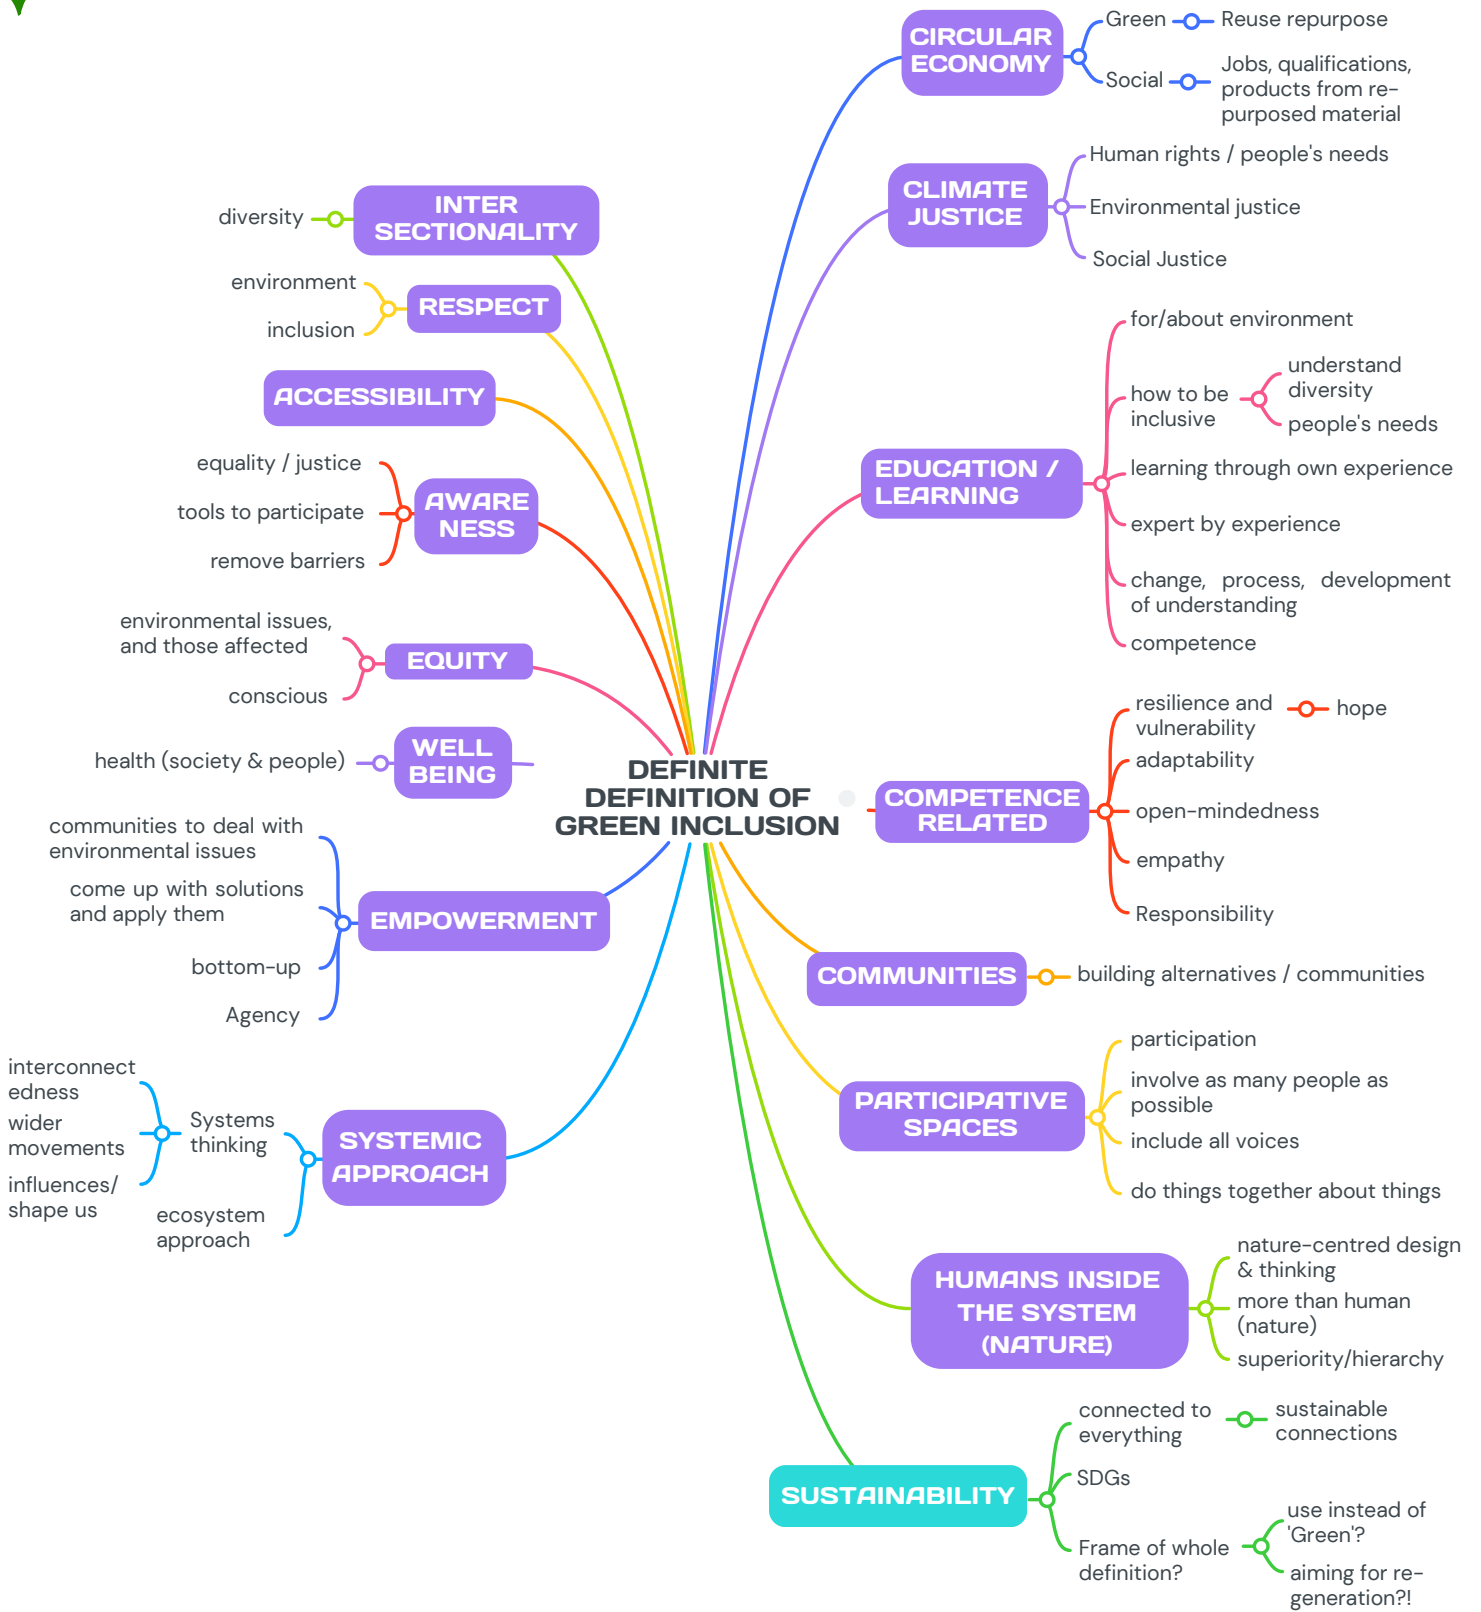 DEFINITE
DEFINITION OF
GREEN INCLUSION
CIRCULAR
ECONOMY
Green
Reuse repurpose
Social
Jobs, qualifications,
products from re-
purposed material
CLIMATE
JUSTICE
Human rights / people's needs
Environmental justice
Social Justice
EDUCATION /
LEARNING
for/about environment
how to be
inclusive
understand
diversity
people's needs
learning through own experience
expert by experience
change, process, development
of understanding
competence
COMPETENCE
RELATED
resilience and
vulnerability
hope
adaptability
open-mindedness
empathy
Responsibility
COMMUNITIES
building alternatives / communities
PARTICIPATIVE
SPACES
participation
involve as many people as
possible
include all voices
do things together about things
HUMANS INSIDE
THE SYSTEM
(NATURE)
nature-centred design
& thinking
more than human
(nature)
superiority/hierarchy
SUSTAINABILITY
connected to
everything
sustainable
connections
SDGs
Frame of whole
definition?
use instead of
'Green'?
aiming for re-
generation?!
INTER
SECTIONALITY
diversity
RESPECT
environment
inclusion
ACCESSIBILITY
AWARE
NESS
equality / justice
tools to participate
remove barriers
EQUITY
environmental issues,
and those affected
conscious
WELL
BEING
health (society & people)
EMPOWERMENT
communities to deal with
environmental issues
come up with solutions
and apply them
bottom-up
Agency
SYSTEMIC
APPROACH
Systems
thinking
interconnect
edness
wider
movements
influences/
shape us
ecosystem
approach